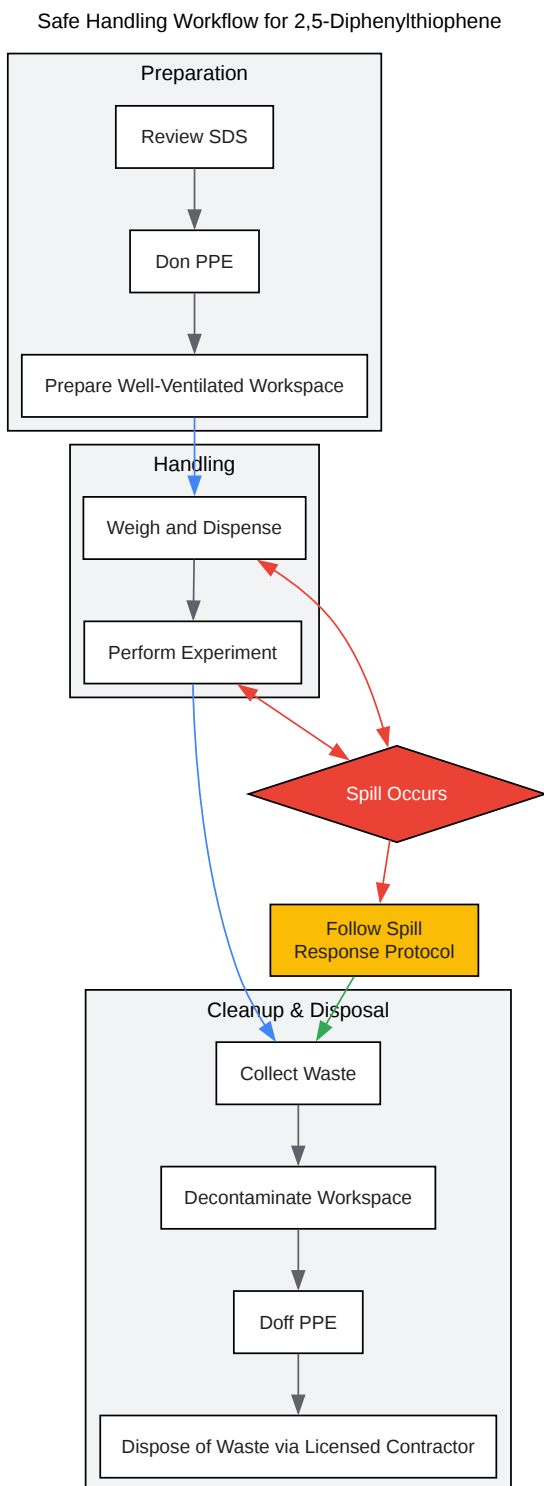 Safe Handling Workflow for 2,5-Diphenylthiophene
Preparation
Review SDS
Don PPE
Prepare Well-Ventilated Workspace
Handling
Weigh and Dispense
Perform Experiment
Spill Occurs
Follow Spill
Response Protocol
Cleanup & Disposal
Collect Waste
Decontaminate Workspace
Doff PPE
Dispose of Waste via Licensed Contractor